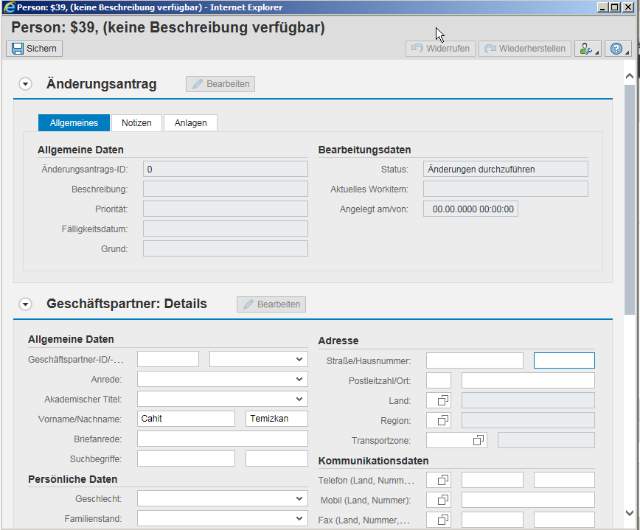 Person: $39, (keine Beschreibung verfügbar) - Internet Explorer
Person: $39, (keine Beschreibung verfügbar)
Sichern Widerrufen Wiederherstellen
Änderungsantrag Bearbeiten
Allgemeines Notizen Anlagen
Allgemeine Daten Bearbeitungsdaten
Änderungsantrags-ID: 0 Status: Änderungen durchzuführen
Beschreibung: Aktuelles Workitem:
Priorität: Angelegt am/von: 00.00.0000 00:00:00
Fälligkeitsdatum:
Grund:
Geschäftspartner: Details Bearbeiten
Allgemeine Daten Adresse
Geschäftspartner-ID/-... Straße/Hausnummer:
Anrede: Postleitzahl/Ort:
Akademischer Titel: Land:
Vorname/Nachname: Cahit Temizkan Region:
Briefanrede: Transportzone:
Suchbegriffe:
Kommunikationsdaten
Persönliche Daten Telefon (Land, Numm...
Geschlecht: Mobil (Land, Nummer):
Familienstand: Fax (Land, Nummer,...